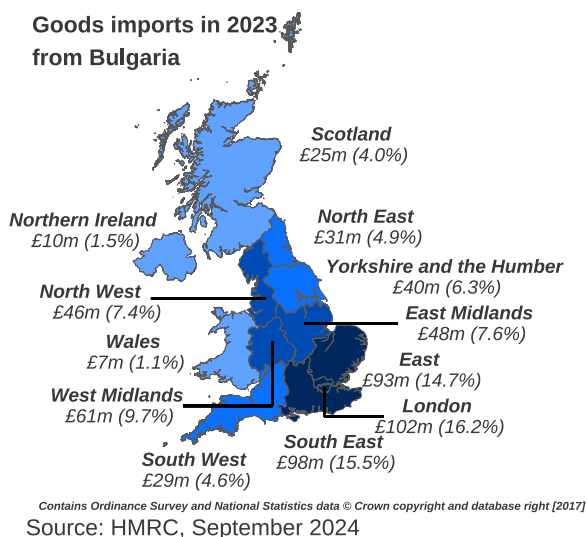 Goods imports in 2023
from Bulgaria
Scotland
£25m (4.0%)
Northern Ireland
£10m (1.5%)
North East
£31m (4.9%)
Yorkshire and the Humber
£40m (6.3%)
North West
£46m (7.4%)
East Midlands
£48m (7.6%)
Wales
£7m (1.1%)
East
£93m (14.7%)
West Midlands
£61m (9.7%)
London
£102m (16.2%)
South East
£98m (15.5%)
South West
£29m (4.6%)
Contains Ordinance Survey and National Statistics data © Crown copyright and database right [2017]
Source: HMRC, September 2024